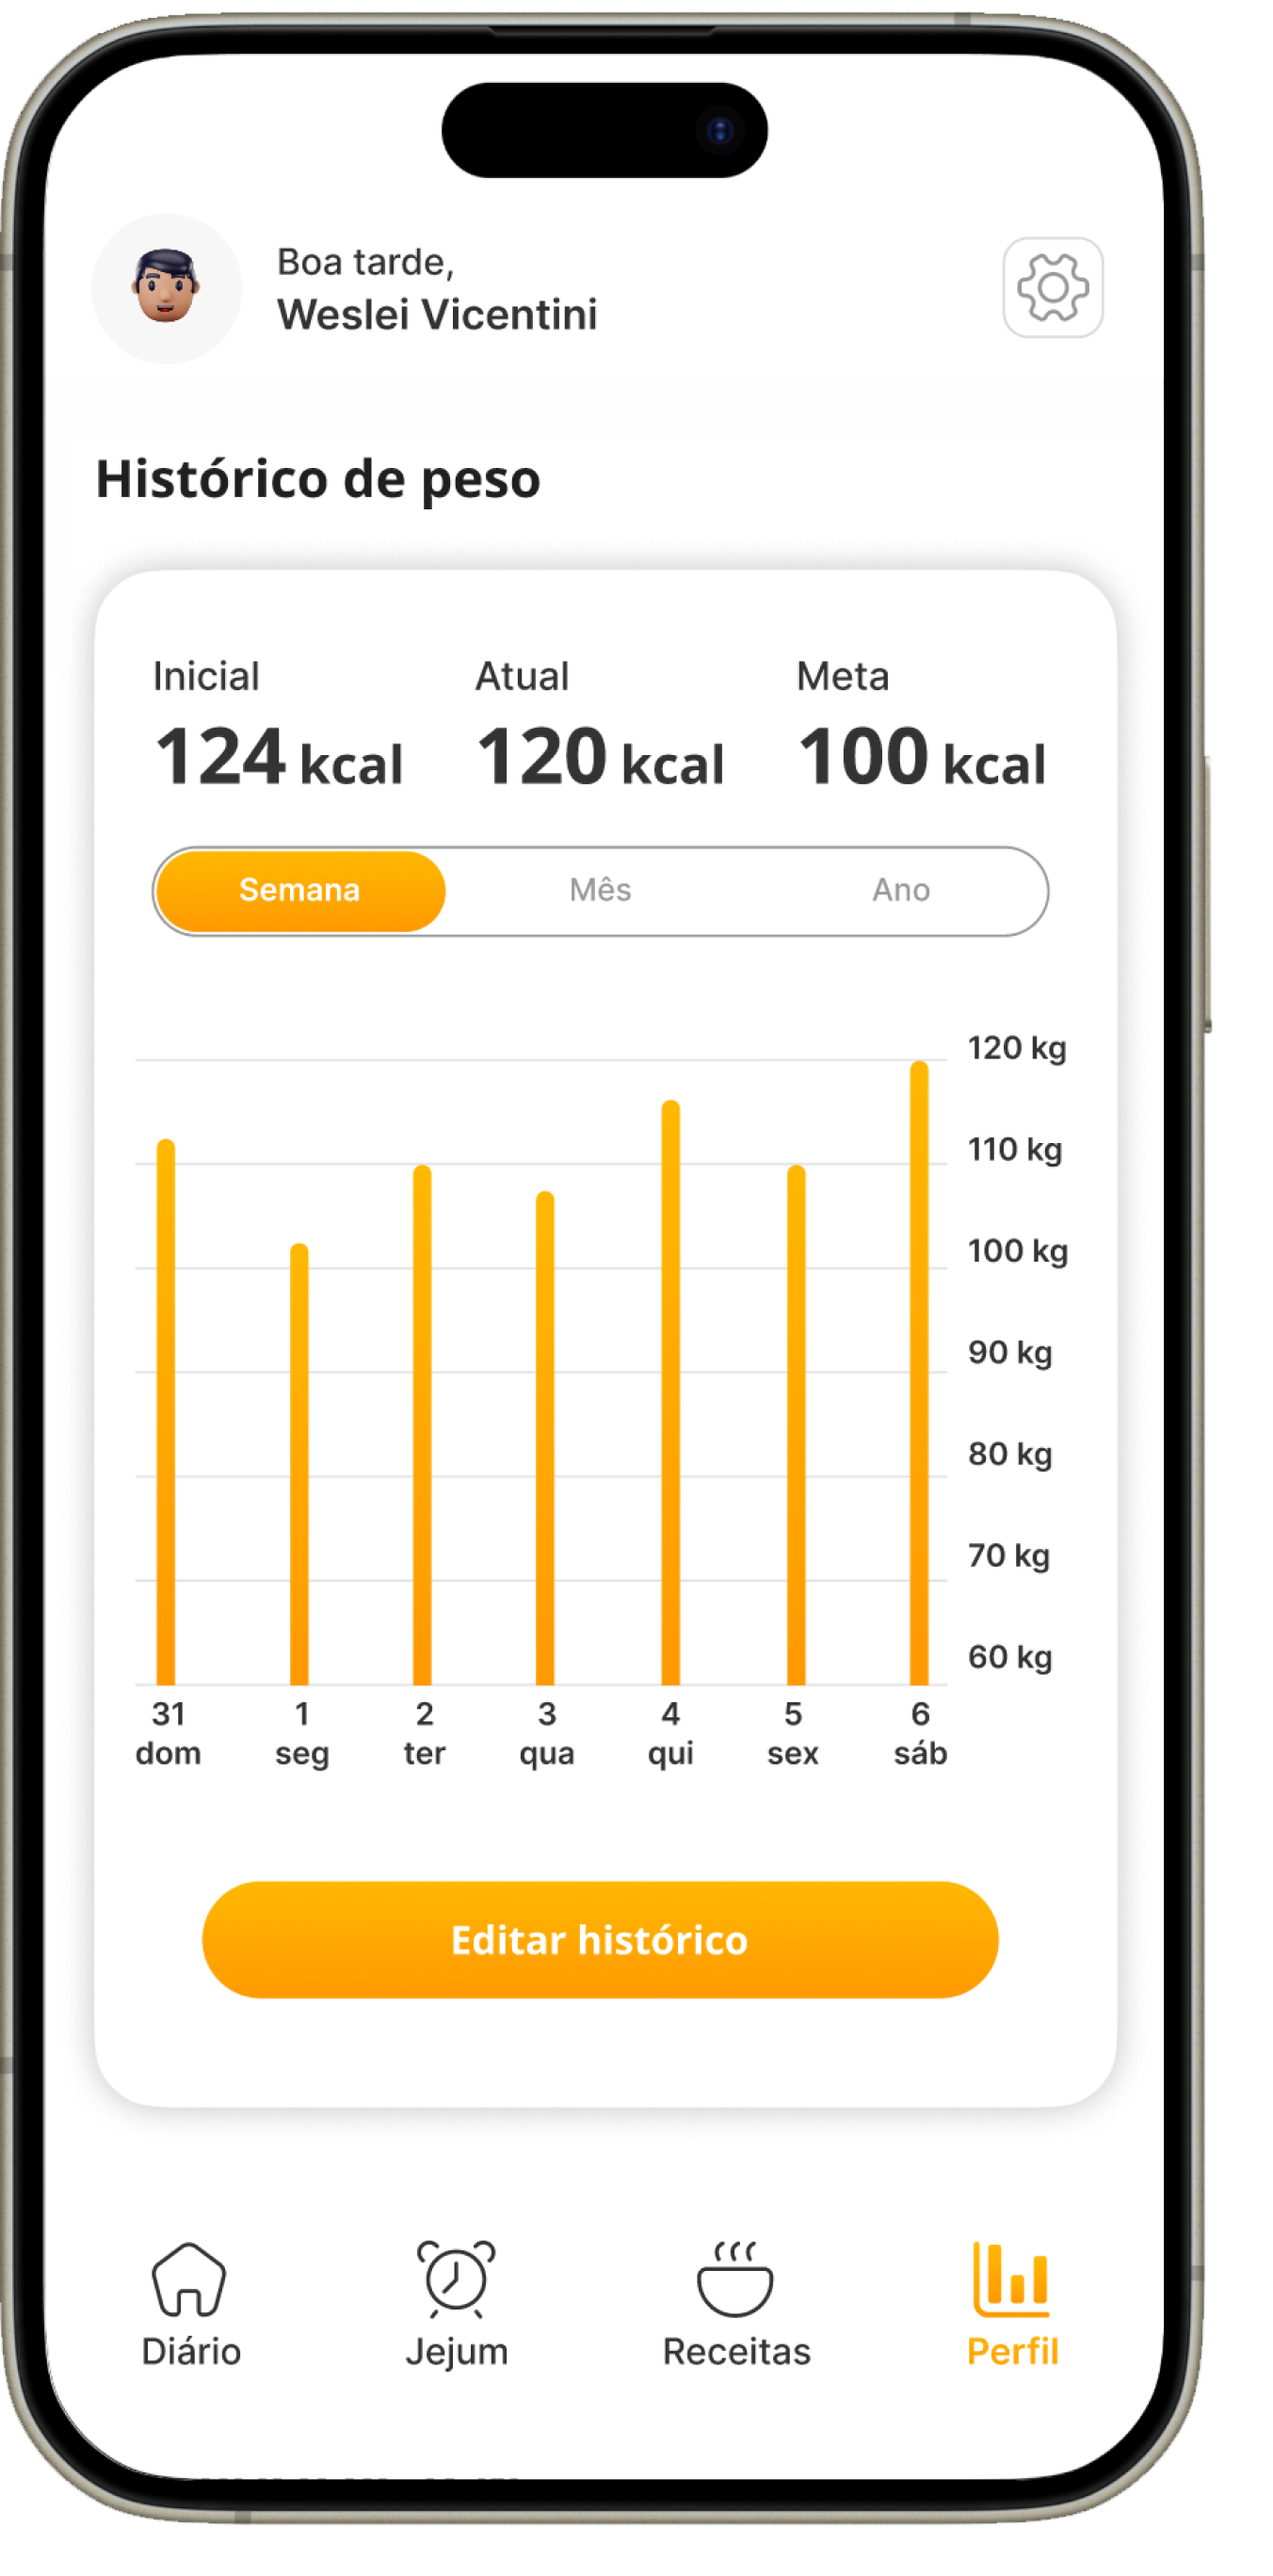 Boa tarde,
Weslei Vicentini
Histórico de peso
Inicial Atual Meta
124 kcal 120 kcal 100 kcal
Semana Mês Ano
120 kg
110 kg
100 kg
90 kg
80 kg
70 kg
60 kg
31 1 2 3 4 5 6
dom seg ter qua qui sex sáb
Editar histórico
Diário Jejum Receitas Perfil